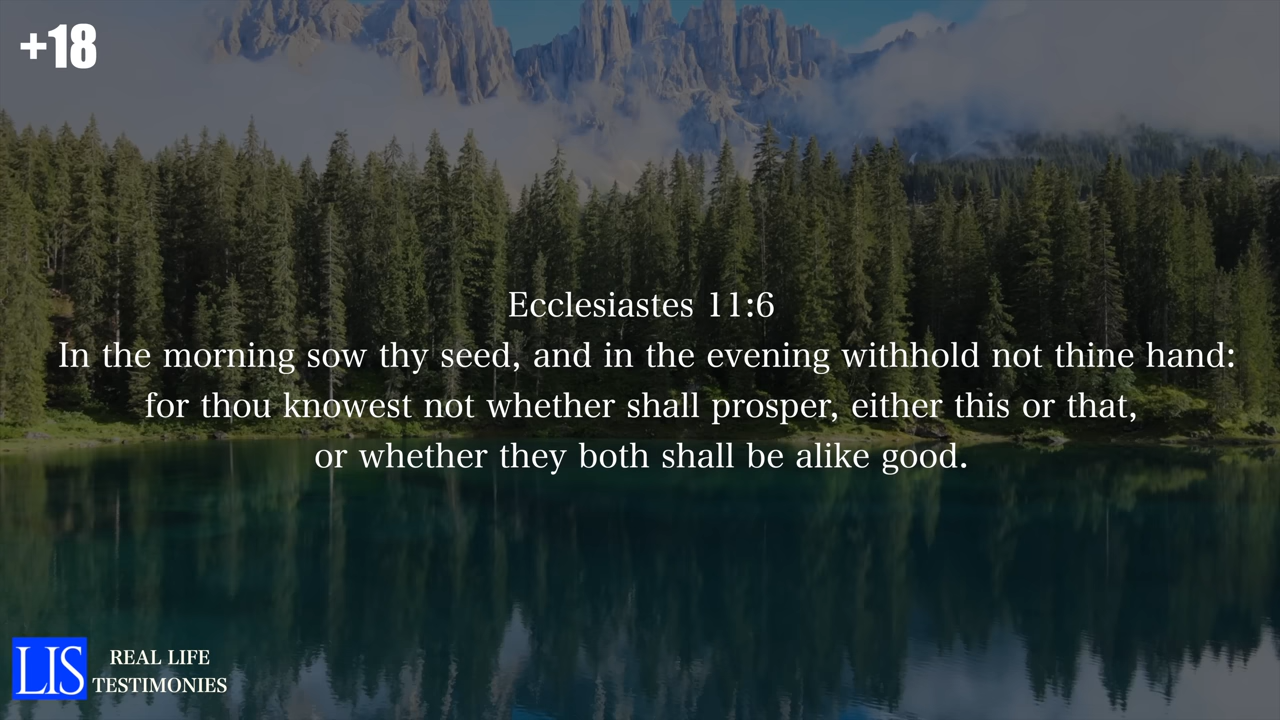 +18
Ecclesiastes 11:6
In the morning sow thy seed, and in the evening withhold not thine hand:
for thou knowest not whether shall prosper, either this or that,
or whether they both shall be alike good.
LIS
REAL LIFE
TESTIMONIES